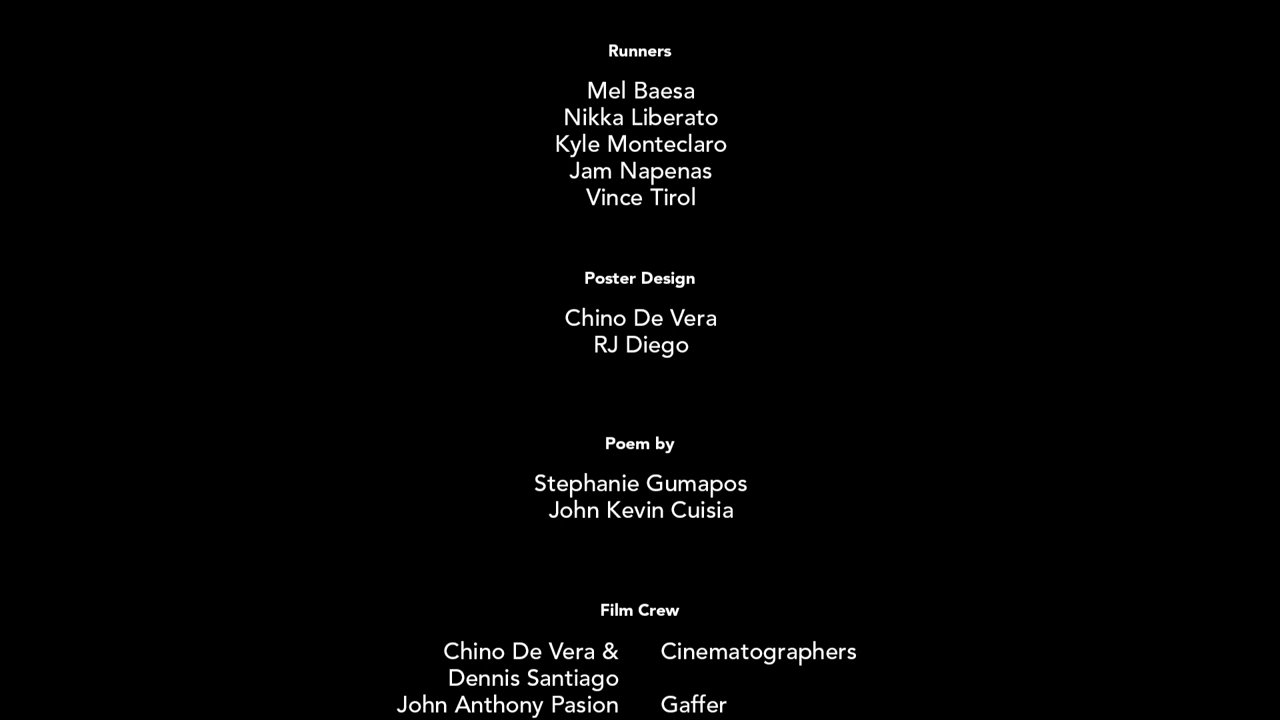 Runners
Mel Baesa
Nikka Liberato
Kyle Monteclaro
Jam Napenas
Vince Tirol
Poster Design
Chino De Vera
RJ Diego
Poem by
Stephanie Gumapos
John Kevin Cuisia
Film Crew
Chino De Vera & Cinematographers
Dennis Santiago
John Anthony Pasion Gaffer